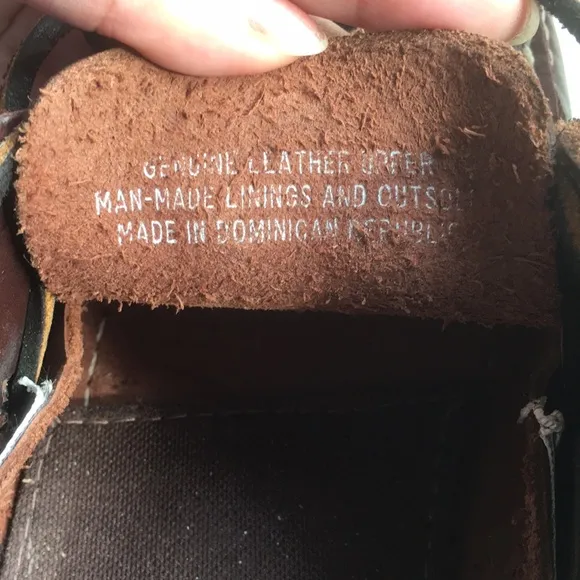 GENUINE LEATHER UPPER
MAN-MADE LININGS AND OUTSOLE
MADE IN DOMINICAN REPUBLIC